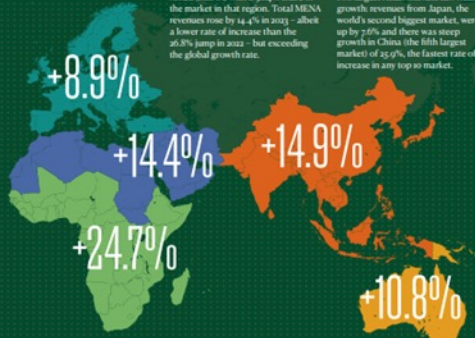 the market in that region. Total MENA
revenues rose by 14.4% in 2023 – albeit
a lower rate of increase than the
26.8% jump in 2022 – but exceeding
the global growth rate.
growth: revenues from Japan, the
world's second biggest market, wer
up by 7.6% and there was steep
growth in China (the fifth largest
market) of 25.9%, the fastest rate of
increase in any top 10 market.
+8.9%
+14.4%
+14.9%
+24.7%
+10.8%